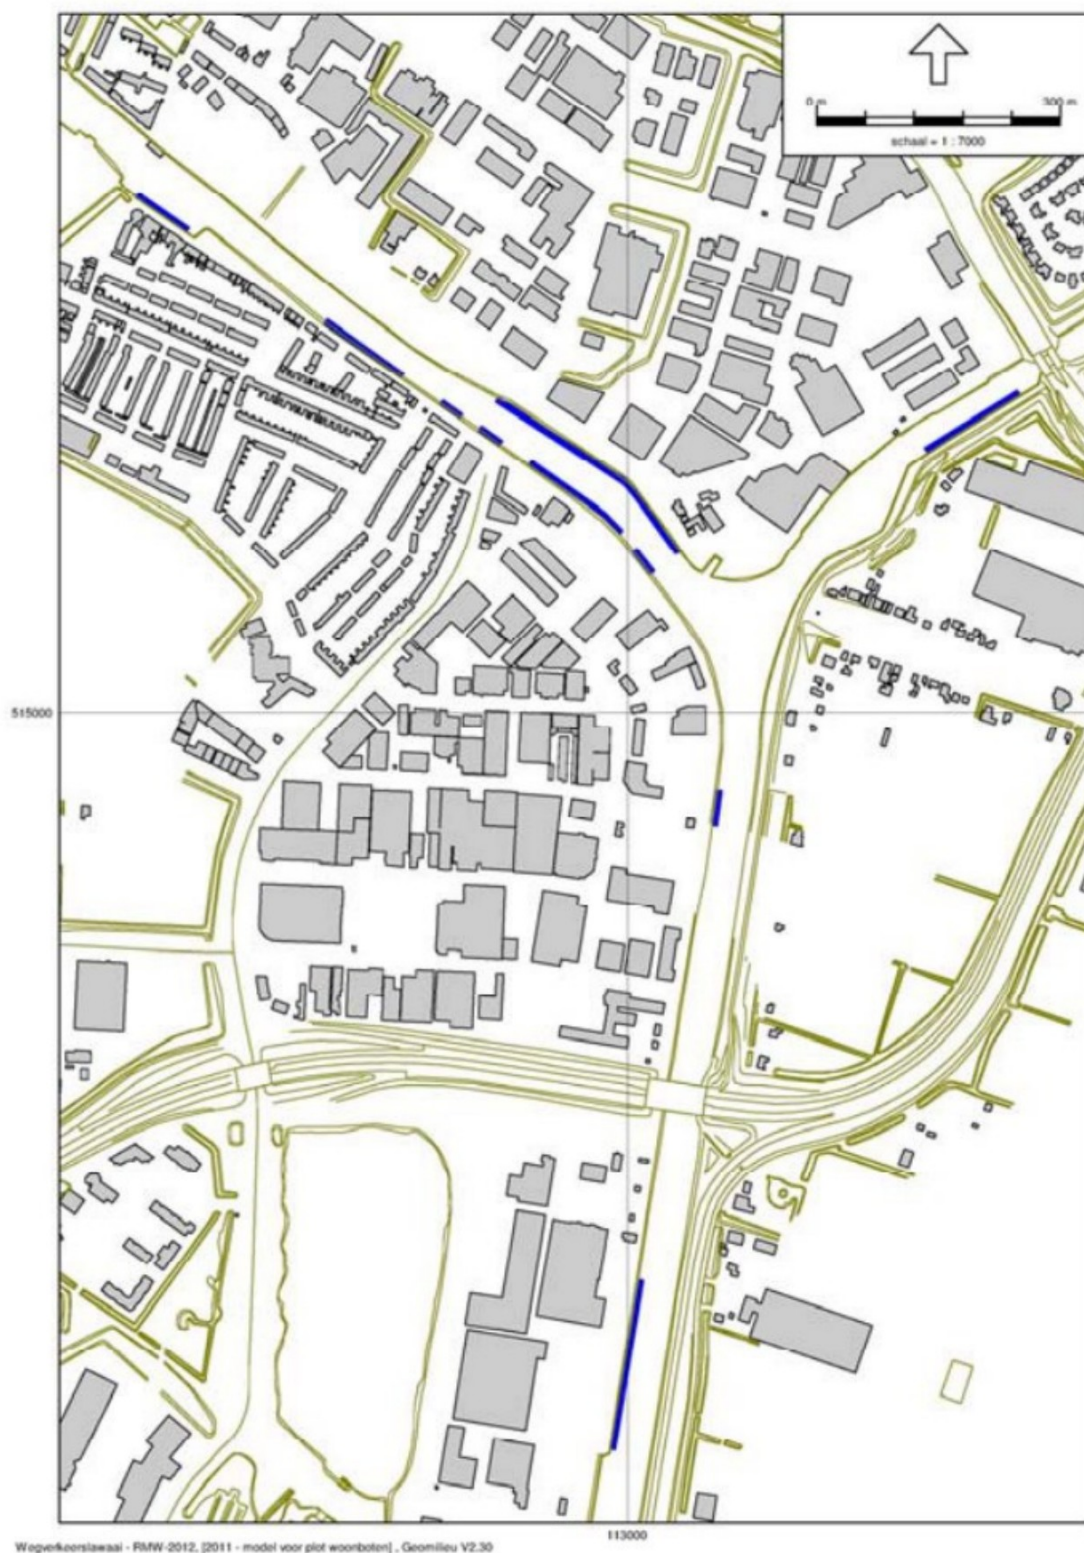 0 m 300 m
schaal = 1 : 7000
515000
113000
Wegverkeerslawaai - RMW-2012, [2011 - model voor plot woonboten] , Geomilieu V2.30